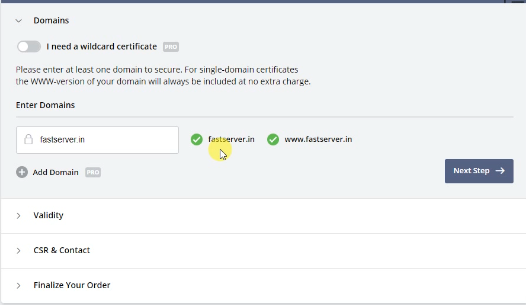 Domains
I need a wildcard certificate PRO
Please enter at least one domain to secure. For single-domain certificates
the WWW-version of your domain will always be included at no extra charge.
Enter Domains
fastserver.in fastserver.in www.fastserver.in
Add Domain PRO Next Step
Validity
CSR & Contact
Finalize Your Order